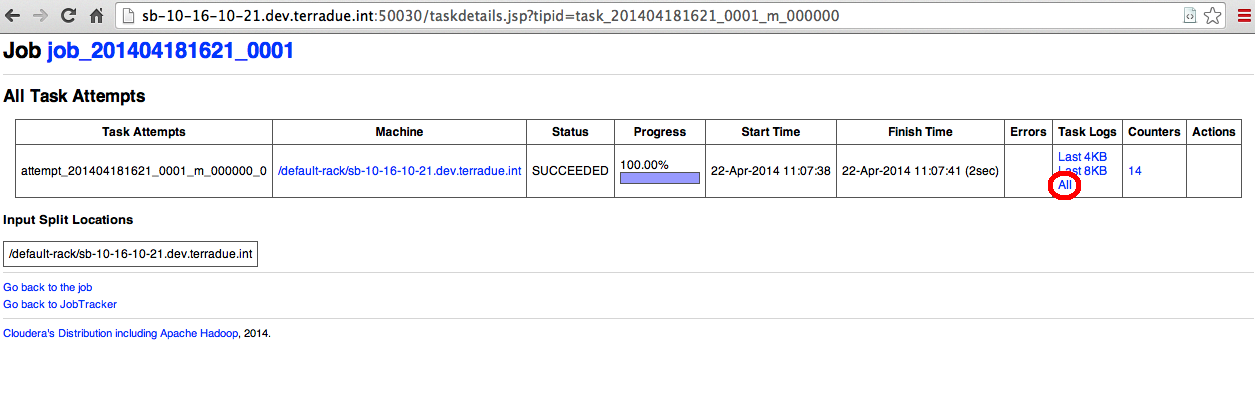 sb-10-16-10-21.dev.terradue.int:50030/taskdetails.jsp?tipid=task_201404181621_0001_m_000000
Job job_201404181621_0001
All Task Attempts
Task Attempts Machine Status Progress Start Time Finish Time Errors Task Logs Counters Actions
attempt_201404181621_0001_m_000000_0 /default-rack/sb-10-16-10-21.dev.terradue.int SUCCEEDED 100.00% 22-Apr-2014 11:07:38 22-Apr-2014 11:07:41 (2sec) Last 4KB
Last 8KB
All
14
Input Split Locations
/default-rack/sb-10-16-10-21.dev.terradue.int
Go back to the job
Go back to JobTracker
Cloudera's Distribution including Apache Hadoop, 2014.